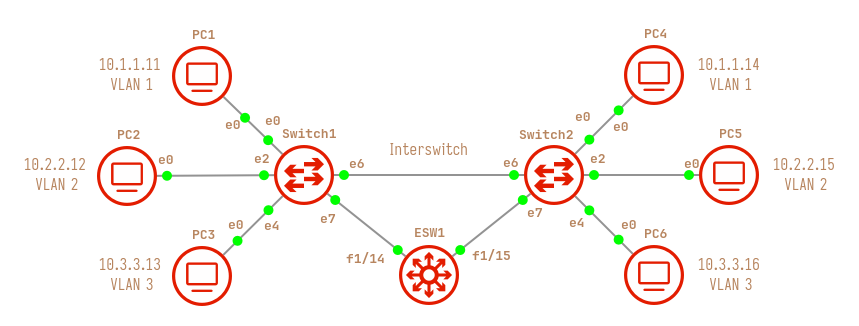 PC1
10.1.1.11
VLAN 1
e0
e0
PC2
10.2.2.12
VLAN 2
e0
e2
Switch1
e6
PC3
10.3.3.13
VLAN 3
e0
e4
e7
Interswitch
ESW1
f1/14
f1/15
PC4
10.1.1.14
VLAN 1
e0
e0
Switch2
e6
e2
e7
e4
PC5
e0
10.2.2.15
VLAN 2
PC6
e0
10.3.3.16
VLAN 3